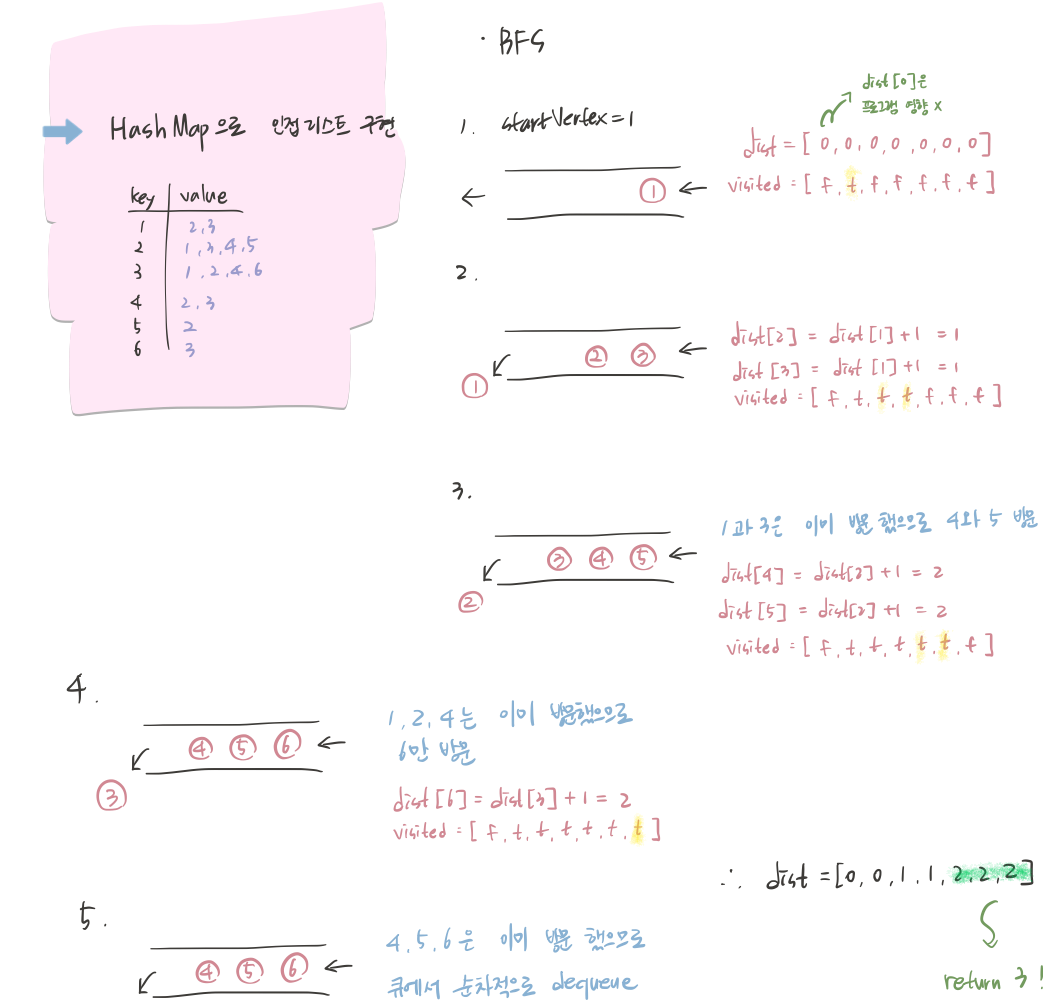 HashMap으로 인접리스트 구현
key value
1 2,3
2 1,3,4,5
3 1,2,4,6
4 2,3
5 2
6 3
· BFS
1. startVertex=1
dist[0]은
프로그램 영향 X
dist = [ 0, 0, 0, 0, 0, 0, 0 ]
visited = [ f, t, f, f, f, f, f ]
← ① ←
2.
② ③ ←
①
dist[2] = dist[1]+1 = 1
dist[3] = dist[1]+1 = 1
visited = [ f, t, t, t, f, f, f ]
3.
1과 3은 이미 방문 했으므로 4와 5 방문
③ ④ ⑤ ←
②
dist[4] = dist[2]+1 = 2
dist[5] = dist[2]+1 = 2
visited = [ f, t, t, t, t, t, f ]
4.
1,2,4는 이미 방문했으므로
6만 방문
④ ⑤ ⑥ ←
③
dist[6] = dist[3]+1 = 2
visited = [ f, t, t, t, t, t, t ]
5.
4,5,6은 이미 방문 했으므로
큐에서 순차적으로 dequeue
④ ⑤ ⑥ ←
∴ dist = [0, 0, 1, 1, 2, 2, 2]
return 3 !